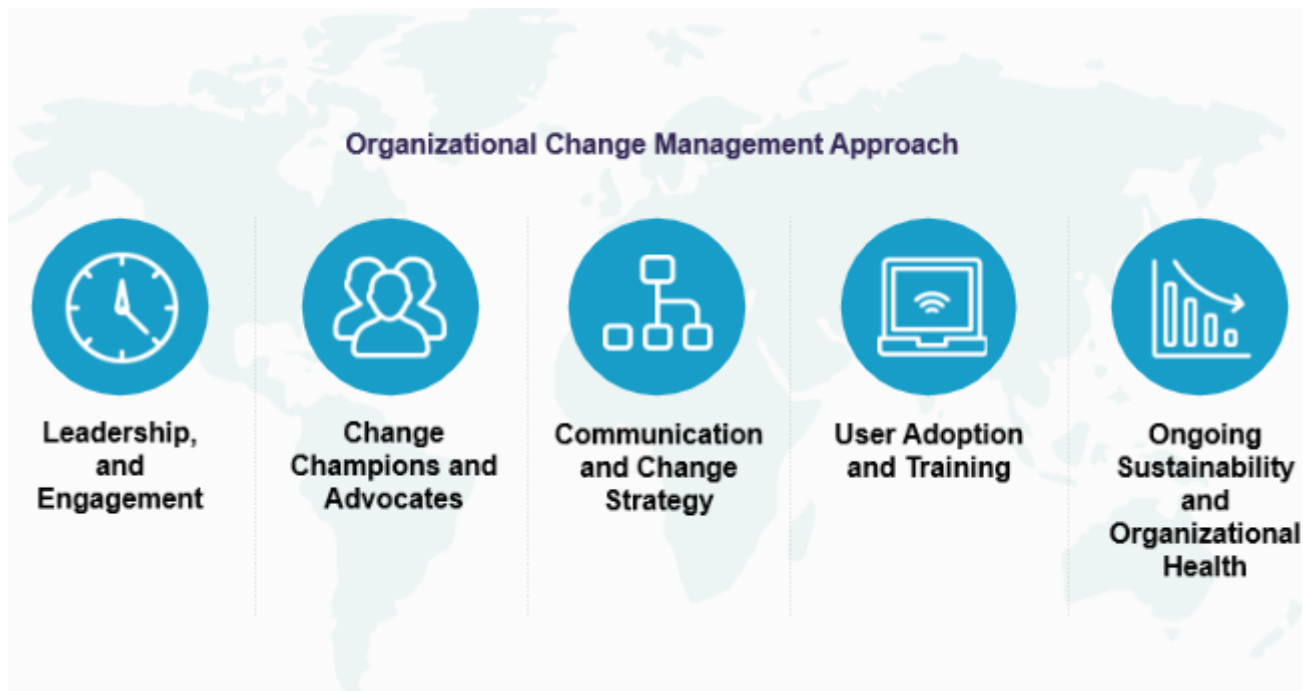 Organizational Change Management Approach
Leadership,
and
Engagement
Change
Champions and
Advocates
Communication
and Change
Strategy
User Adoption
and Training
Ongoing
Sustainability
and
Organizational
Health